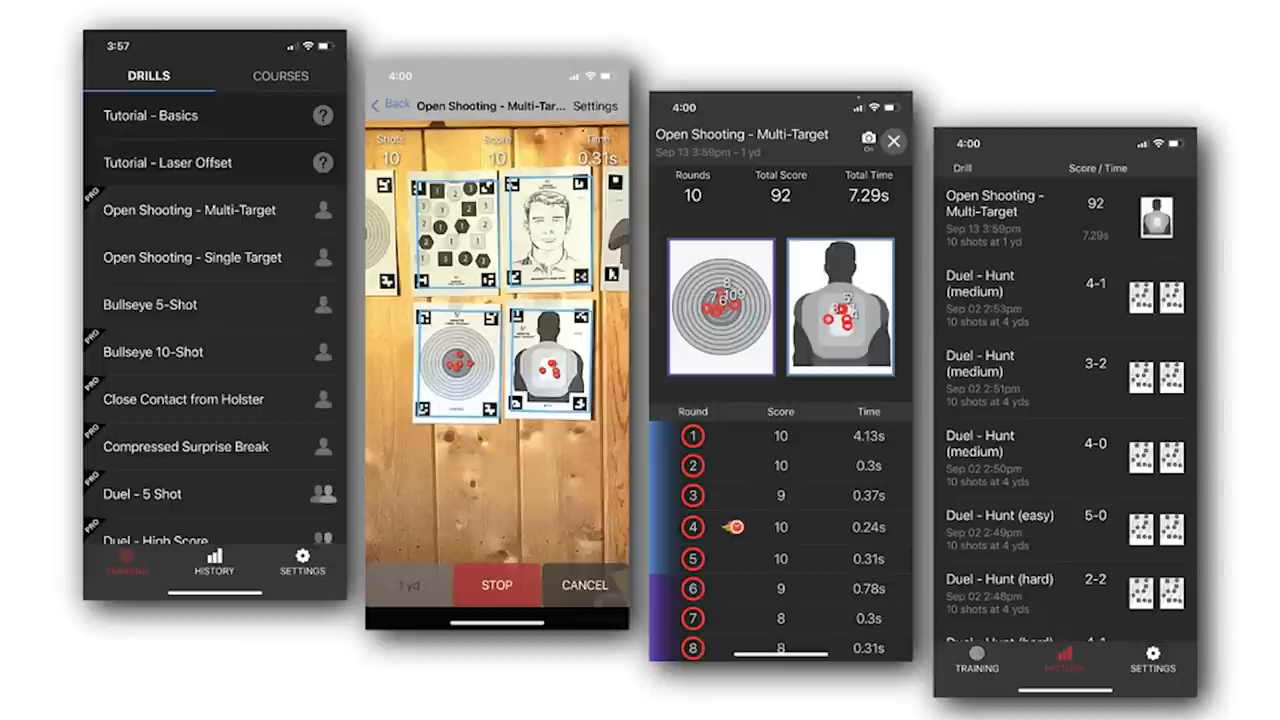 3:57
DRILLS
COURSES
Tutorial - Basics
?
Tutorial - Laser Offset
?
PRO
Open Shooting - Multi-Target
Open Shooting - Single Target
Bullseye 5-Shot
PRO
Bullseye 10-Shot
PRO
Close Contact from Holster
PRO
Compressed Surprise Break
PRO
Duel - 5 Shot
PRO
Duel - High Score
TRAINING
HISTORY
SETTINGS
4:00
Back
Open Shooting - Multi-Tar...
Settings
Shots
Score
Time
10
10
0.31s
1 yd
STOP
CANCEL
4:00
Open Shooting - Multi-Target
Sep 13 3:59pm - 1 yd
On
Rounds
Total Score
Total Time
10
92
7.29s
Round
Score
Time
1
10
4.13s
2
10
0.3s
3
9
0.37s
4
10
0.24s
5
10
0.31s
6
9
0.78s
7
8
0.3s
8
8
0.31s
4:00
Drill
Score / Time
Open Shooting -
Multi-Target
92
Sep 13 3:59pm
7.29s
10 shots at 1 yd
Duel - Hunt
(medium)
4-1
Sep 02 2:53pm
10 shots at 4 yds
Duel - Hunt
(medium)
3-2
Sep 02 2:51pm
10 shots at 4 yds
Duel - Hunt
(medium)
4-0
Sep 02 2:50pm
10 shots at 4 yds
Duel - Hunt (easy)
5-0
Sep 02 2:49pm
10 shots at 4 yds
Duel - Hunt (hard)
2-2
Sep 02 2:48pm
10 shots at 4 yds
Duel - Hunt (hard)
4-1
TRAINING
HISTORY
SETTINGS